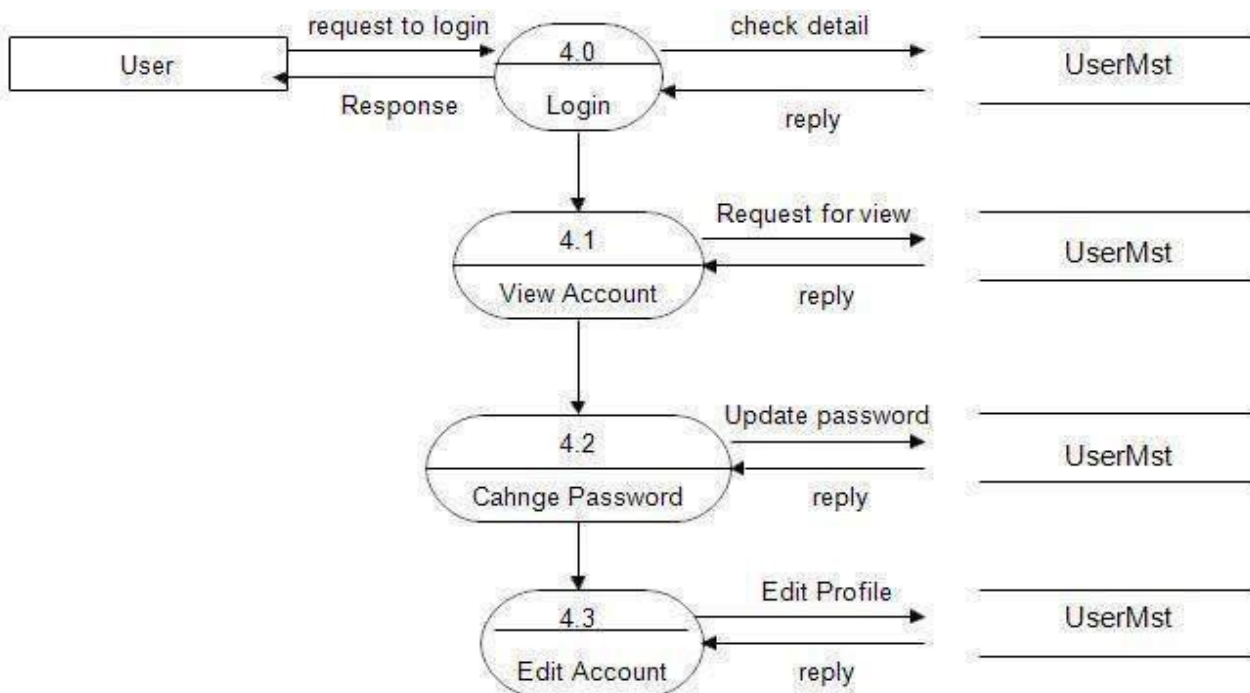 request to login
check detail
User
4.0
UserMst
Response
Login
reply
Request for view
4.1
UserMst
View Account
reply
Update password
4.2
UserMst
Cahnge Password
reply
Edit Profile
4.3
UserMst
Edit Account
reply